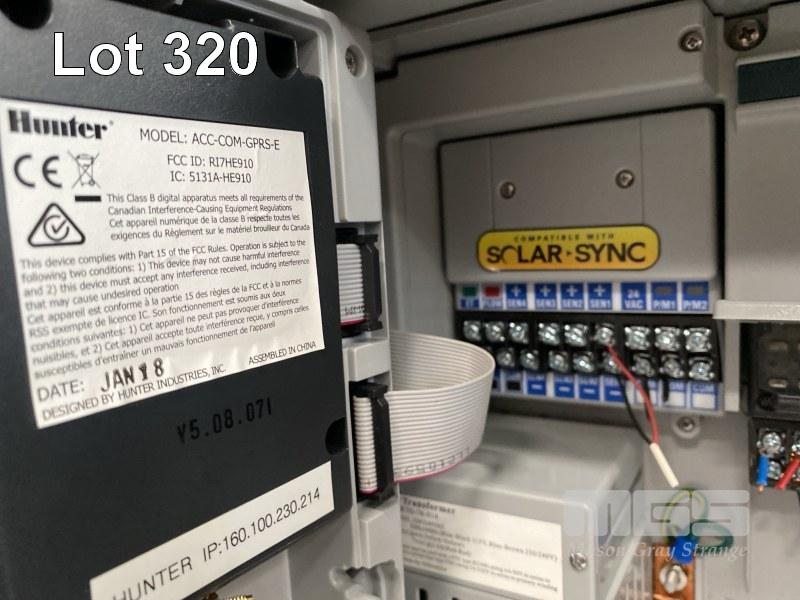 Lot 320
Hunter®
MODEL: ACC-COM-GPRS-E
FCC ID: RI7HE910
IC: 5131A-HE910
This Class B digital apparatus meets all requirements of the
Canadian Interference-Causing Equipment Regulations
Cet appareil numérique de la classe B respecte toutes les
exigences du Règlement sur le matériel brouilleur du Canada
This device complies with Part 15 of the FCC Rules. Operation is subject to the
following two conditions: 1) This device may not cause harmful interference
and 2) this device must accept any interference received, including interference
that may cause undesired operation
Cet appareil est conforme à la partie 15 des règles de la FCC et à la normes
RSS exempte de licence IC. Son fonctionnement est soumis aux deux
conditions suivantes: 1) Cet appareil ne peut pas provoquer d'interférence
nuisibles, et 2) Cet appareil accepte toute interférence reçue, y compris celles
susceptibles d'entraîner un mauvais fonctionnement de l'appareil
DATE: JAN 18 ASSEMBLED IN CHINA
DESIGNED BY HUNTER INDUSTRIES, INC.
V5.08.071
HUNTER IP:160.100.230.214
COMPATIBLE WITH
SOLAR SYNC
ET FLOW SEN4 SEN3 SEN2 SEN1 24 VAC P/M1 P/M2
COM COM
Transformer
MGS
Mason Gray Strange